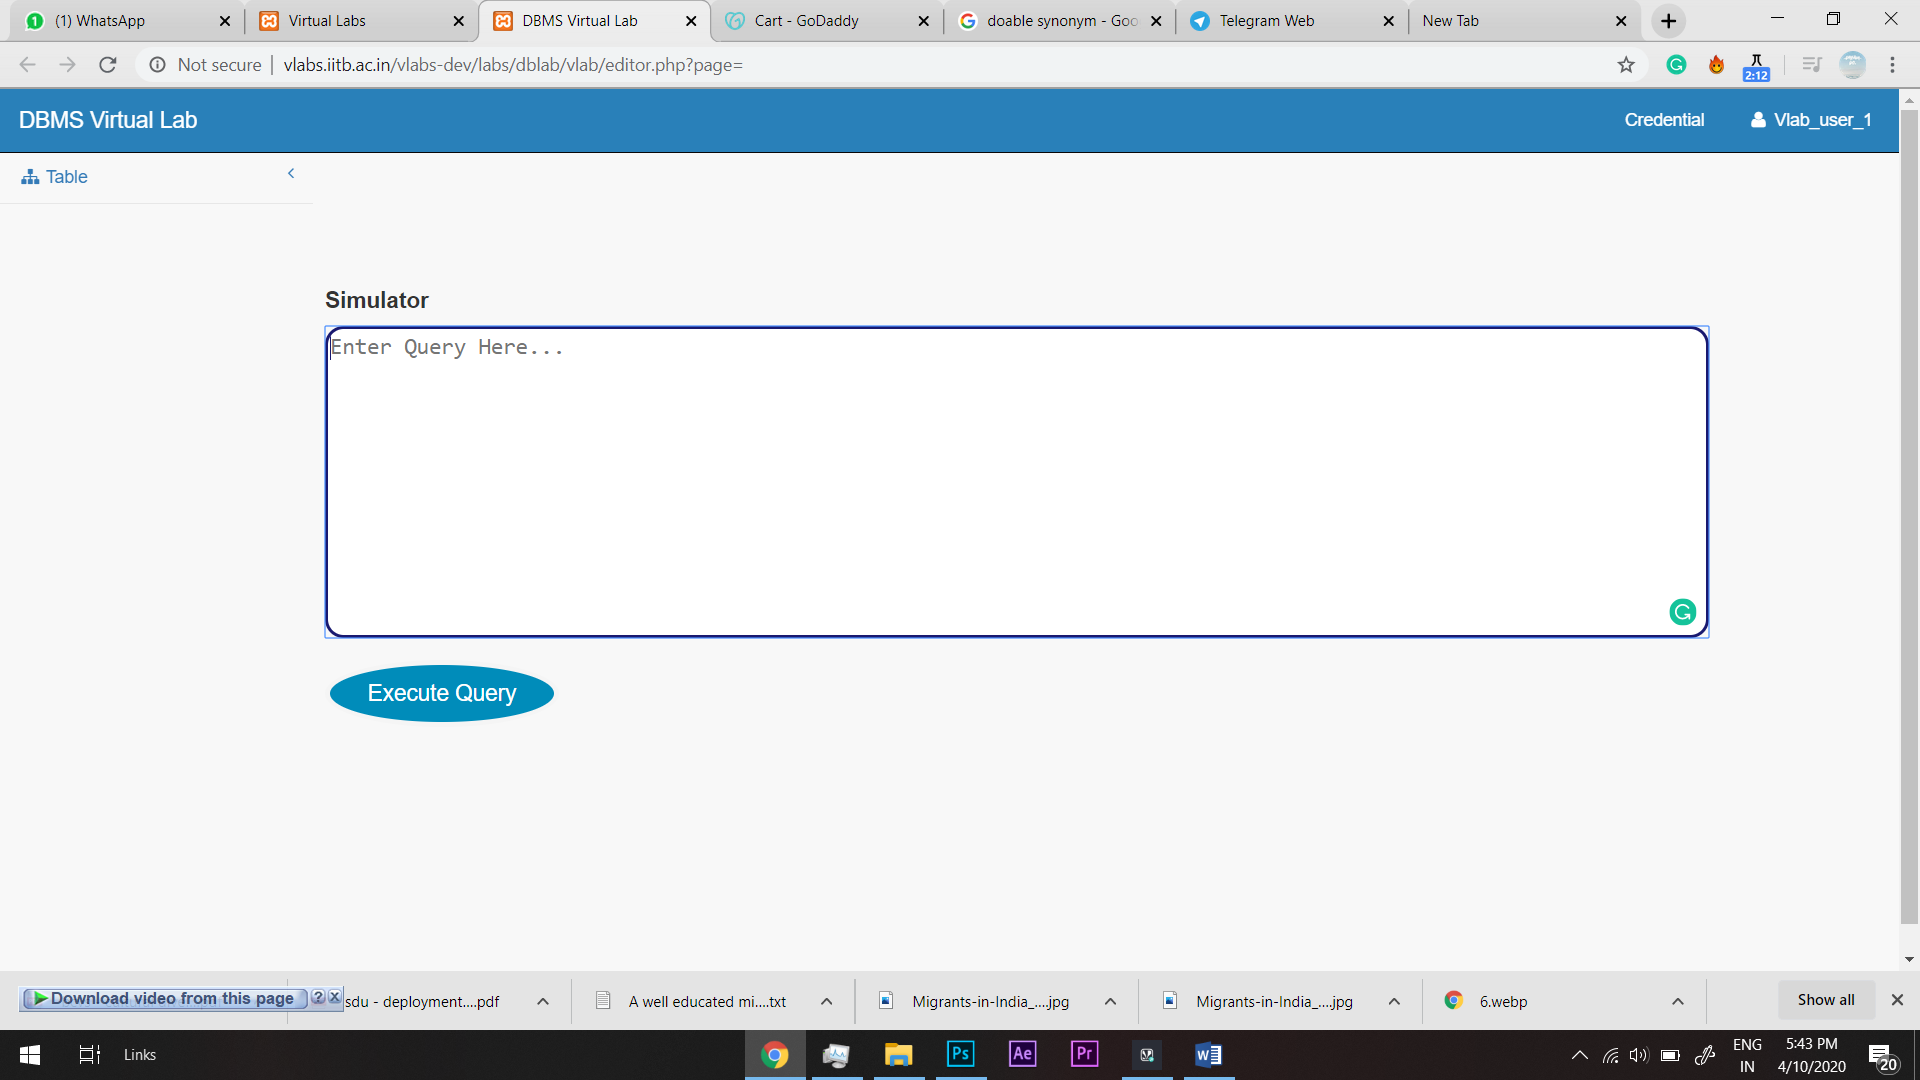 (1) WhatsApp
Virtual Labs
DBMS Virtual Lab
Cart - GoDaddy
doable synonym - Goo
Telegram Web
New Tab
Not secure
vlabs.iitb.ac.in/vlabs-dev/labs/dblab/vlab/editor.php?page=
2:12
DBMS Virtual Lab
Credential
Vlab_user_1
Table
Simulator
Enter Query Here...
Execute Query
Download video from this page
?
sdu - deployment....pdf
A well educated mi....txt
Migrants-in-India_....jpg
Migrants-in-India_....jpg
6.webp
Show all
Links
Ps
Ae
Pr
ENG
IN
5:43 PM
4/10/2020
20